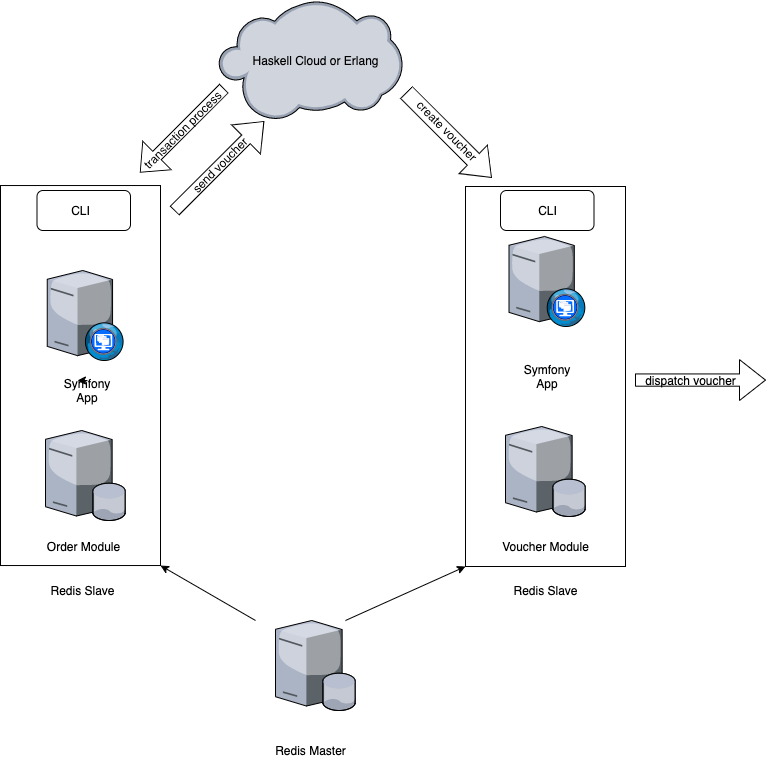 Haskell Cloud or Erlang
transaction process
send voucher
create voucher
CLI
CLI
Symfony
App
Symfony
App
dispatch voucher
Order Module
Voucher Module
Redis Slave
Redis Slave
Redis Master